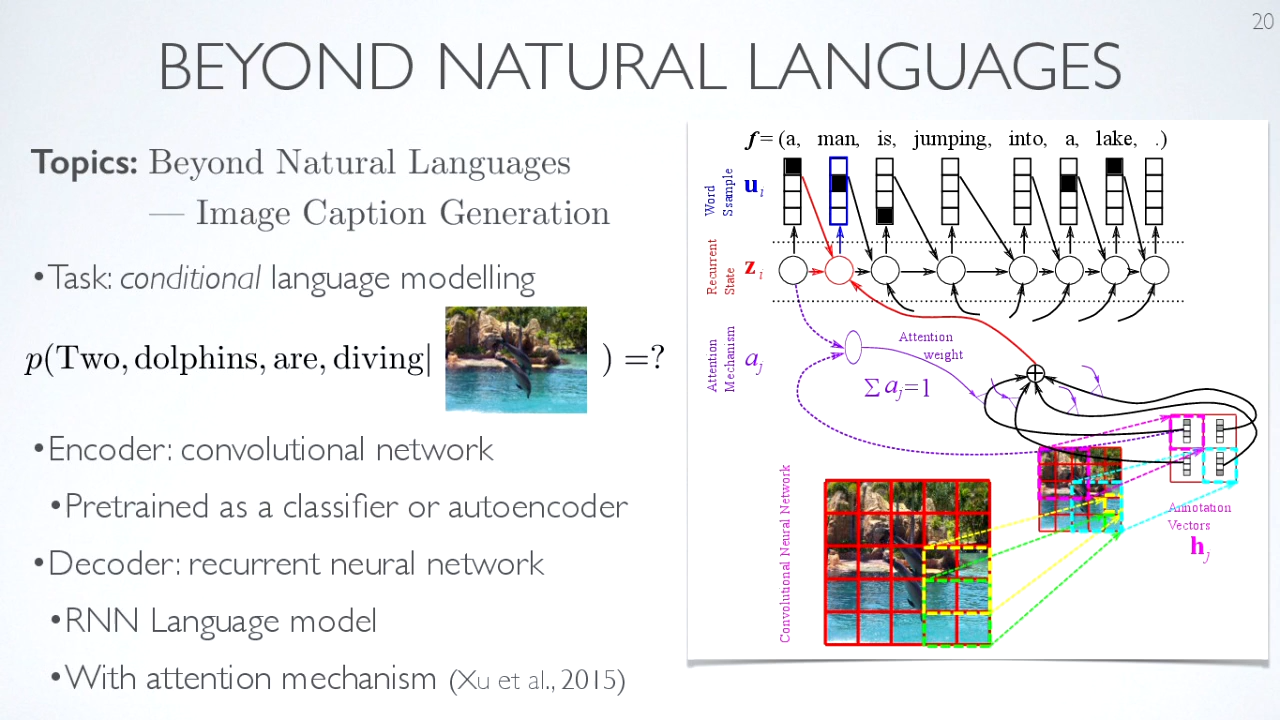 20
BEYOND NATURAL LANGUAGES
Topics: Beyond Natural Languages
— Image Caption Generation
•Task: conditional language modelling
p(Two, dolphins, are, diving| ) =?
•Encoder: convolutional network
•Pretrained as a classifier or autoencoder
•Decoder: recurrent neural network
•RNN Language model
•With attention mechanism (Xu et al., 2015)
f = (a, man, is, jumping, into, a, lake, .)
Word
Ssample
u_i
Recurrent
State
z_i
Attention
Mechanism
a_j
Attention
weight
∑ a_j=1
Convolutional Neural Network
Annotation
Vectors
h_j